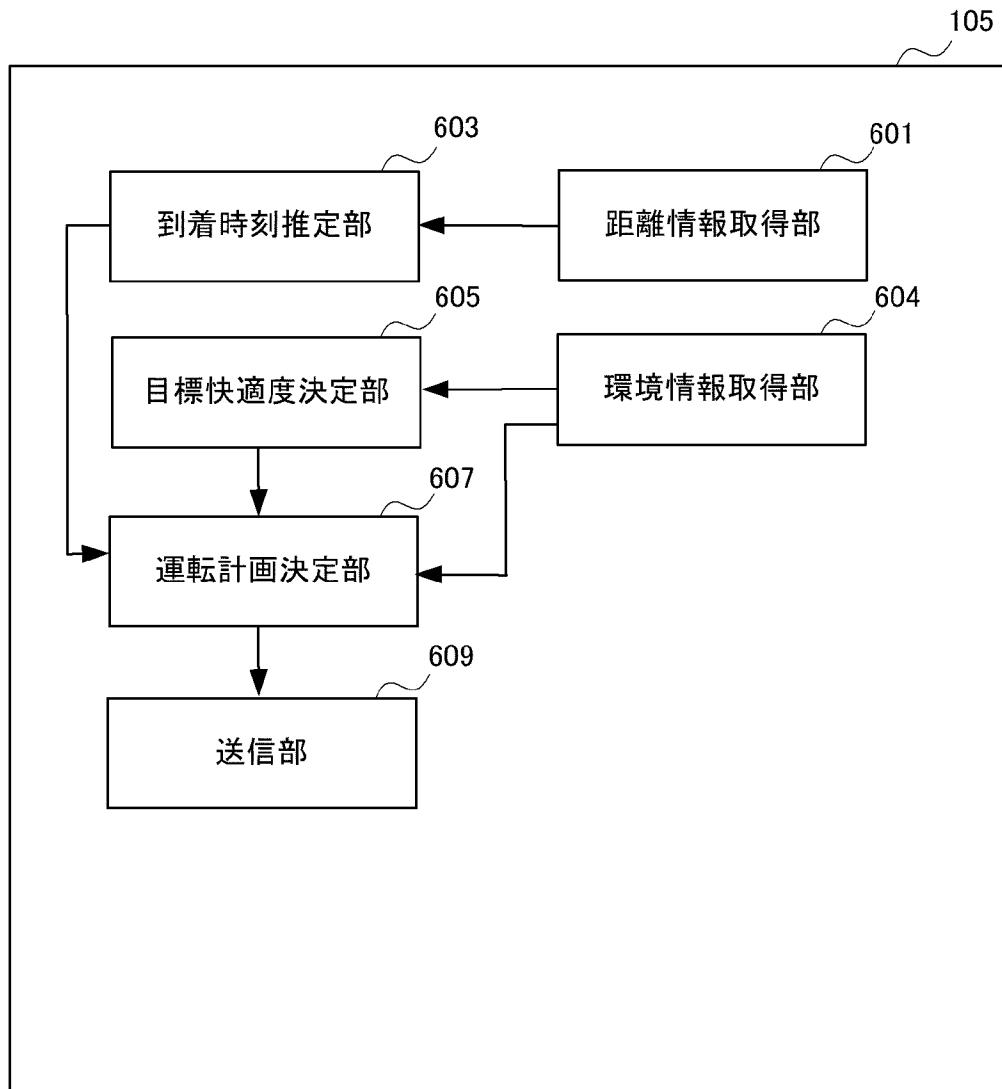 105
603
601
到着時刻推定部
距離情報取得部
605
604
目標快適度決定部
環境情報取得部
607
運転計画決定部
609
送信部